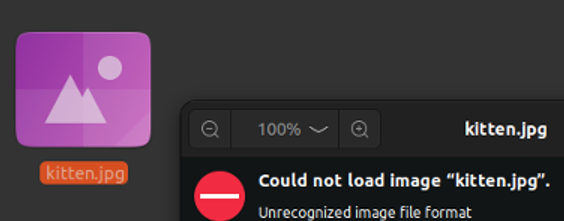 100%
kitten.jpg
kitten.jpg
Could not load image “kitten.jpg”.
Unrecognized image file format